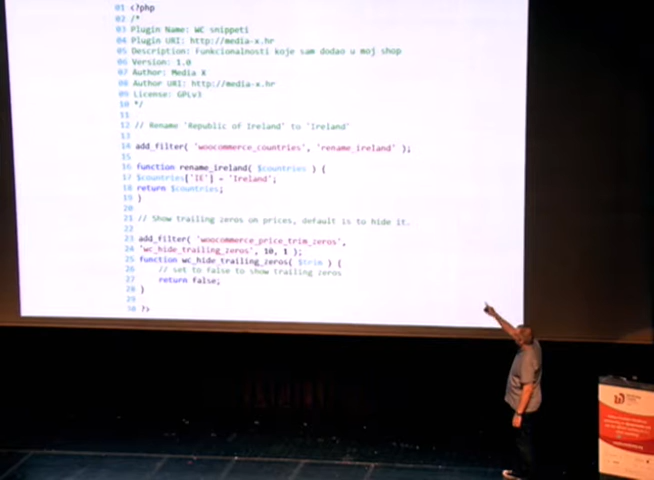 01 <?php
02 /*
03 Plugin Name: WC snippeti
04 Plugin URI: http://media-x.hr
05 Description: Funkcionalnosti koje sam dodao u moj shop
06 Version: 1.0
07 Author: Media X
08 Author URI: http://media-x.hr
09 License: GPLv3
10 */
11
12 // Rename 'Republic of Ireland' to 'Ireland'
13
14 add_filter( 'woocommerce_countries', 'rename_ireland' );
15
16 function rename_ireland( $countries ) {
17 $countries['IE'] = 'Ireland';
18 return $countries;
19 }
20
21 // Show trailing zeros on prices, default is to hide it.
22
23 add_filter( 'woocommerce_price_trim_zeros',
24 'wc_hide_trailing_zeros', 10, 1 );
25 function wc_hide_trailing_zeros( $trim ) {
26 // set to false to show trailing zeros
27 return false;
28 }
29
30 ?>